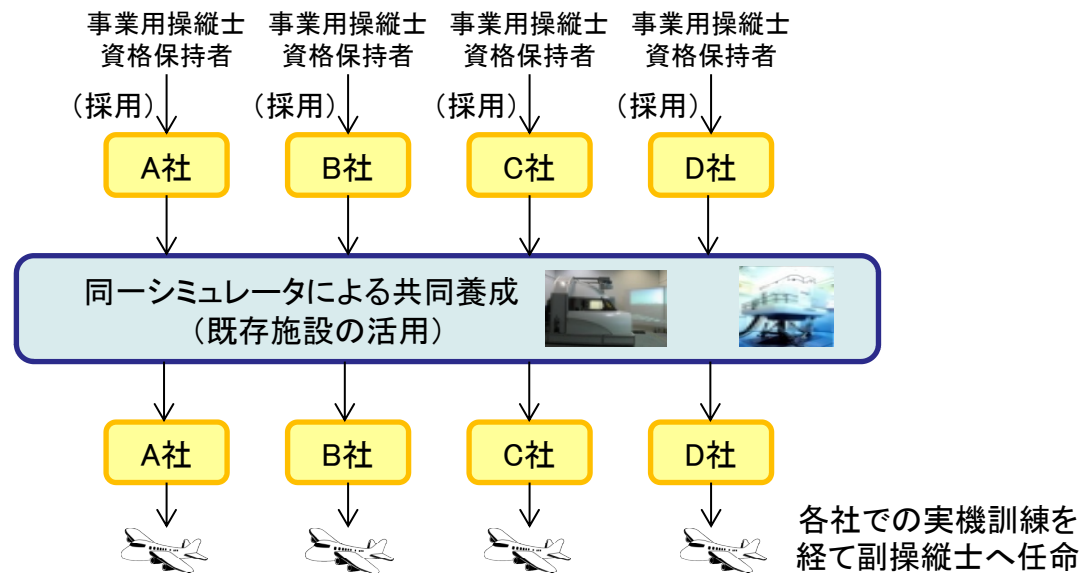 事業用操縦士 事業用操縦士 事業用操縦士 事業用操縦士
資格保持者 資格保持者 資格保持者 資格保持者
（採用） （採用） （採用） （採用）
A社 B社 C社 D社
同一シミュレータによる共同養成
（既存施設の活用）
A社 B社 C社 D社
各社での実機訓練を
経て副操縦士へ任命